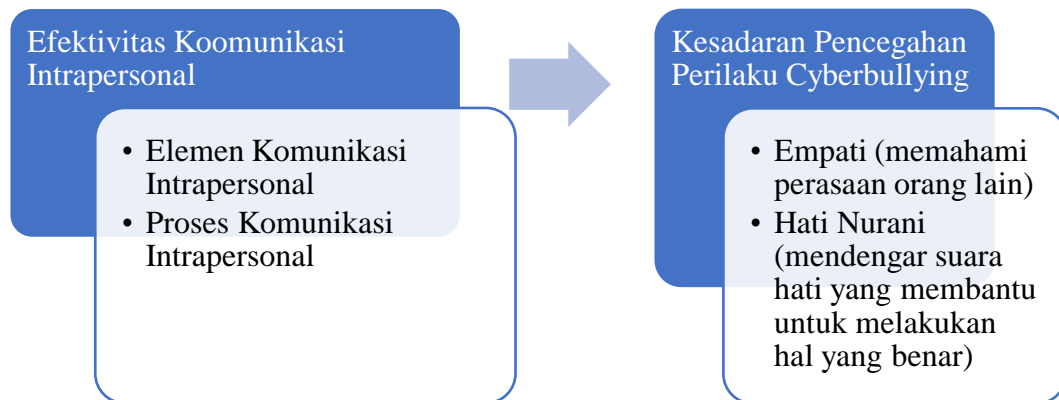 Efektivitas Koomunikasi
Intrapersonal
• Elemen Komunikasi
Intrapersonal
• Proses Komunikasi
Intrapersonal
Kesadaran Pencegahan
Perilaku Cyberbullying
• Empati (memahami
perasaan orang lain)
• Hati Nurani
(mendengar suara
hati yang membantu
untuk melakukan
hal yang benar)